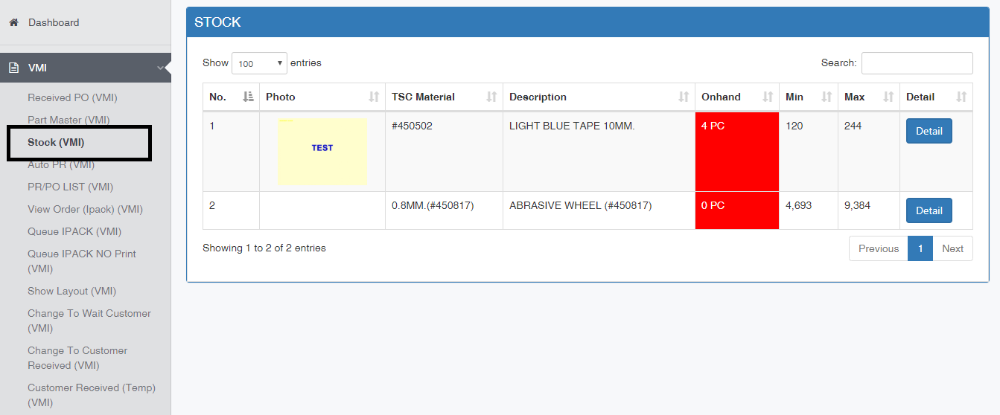 Dashboard
VMI
Received PO (VMI)
Part Master (VMI)
Stock (VMI)
Auto PR (VMI)
PR/PO LIST (VMI)
View Order (Ipack) (VMI)
Queue IPACK (VMI)
Queue IPACK NO Print
(VMI)
Show Layout (VMI)
Change To Wait Customer
(VMI)
Change To Customer
Received (VMI)
Customer Received (Temp)
(VMI)
STOCK
Show 100 entries
Search:
No. Photo TSC Material Description Onhand Min Max Detail
1 TEST #450502 LIGHT BLUE TAPE 10MM. 4 PC 120 244 Detail
2 0.8MM.(#450817) ABRASIVE WHEEL (#450817) 0 PC 4,693 9,384 Detail
Showing 1 to 2 of 2 entries
Previous 1 Next